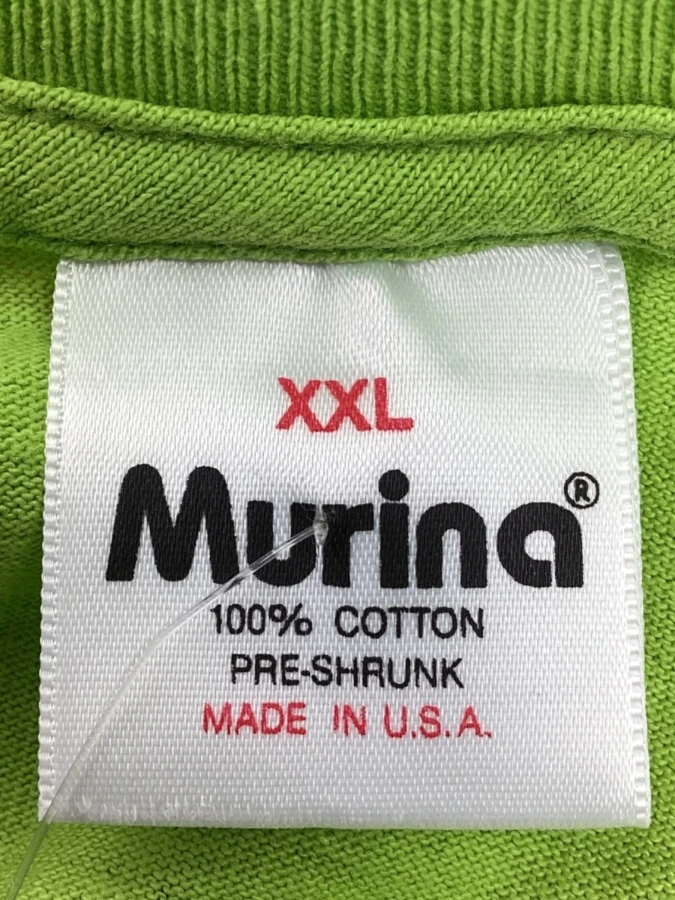 XXL
Murina®
100% COTTON
PRE-SHRUNK
MADE IN U.S.A.